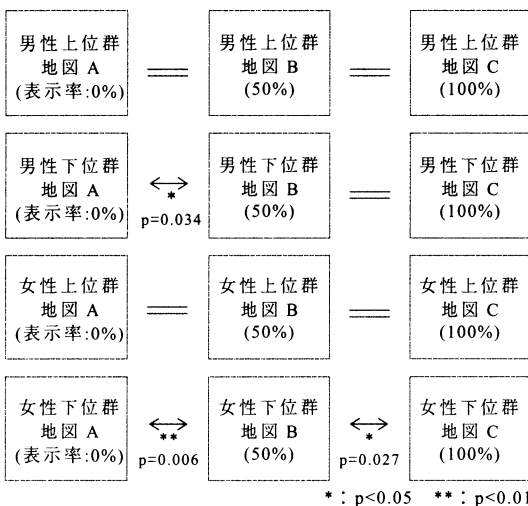 男性上位群 男性上位群 男性上位群
地図 A 地図 B 地図 C
(表示率:0%) (50%) (100%)
男性下位群 男性下位群 男性下位群
地図 A 地図 B 地図 C
(表示率:0%) * (50%) (100%)
p=0.034
女性上位群 女性上位群 女性上位群
地図 A 地図 B 地図 C
(表示率:0%) (50%) (100%)
女性下位群 女性下位群 女性下位群
地図 A 地図 B 地図 C
(表示率:0%) ** (50%) * (100%)
p=0.006 p=0.027
*:p<0.05 **:p<0.01